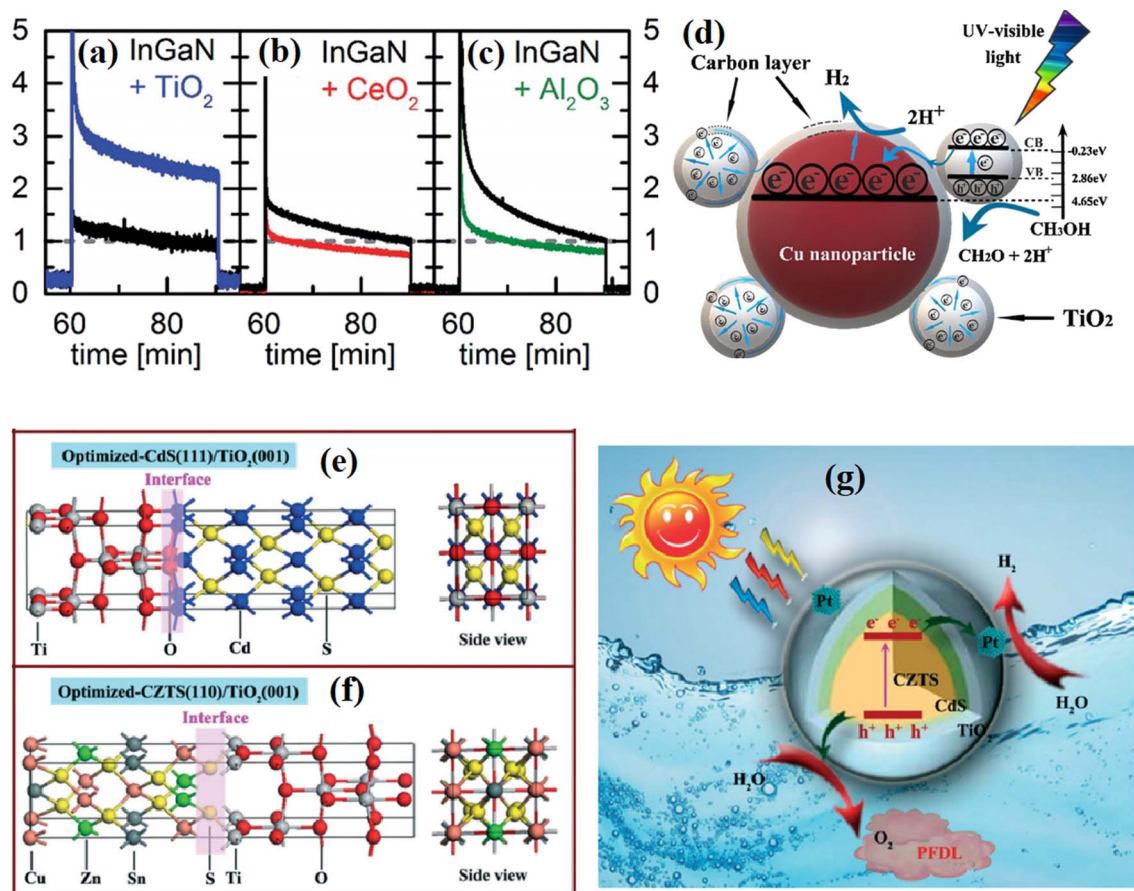 5
4
3
2
1
0
(a) InGaN
+ TiO₂
(b) InGaN
+ CeO₂
(c) InGaN
+ Al₂O₃
5
4
3
2
1
0
60 80
time [min]
60 80
time [min]
60 80
time [min]
(d)
UV-visible
light
Carbon layer
H₂
2H⁺
e⁻ e⁻ e⁻
CB
-0.23eV
e⁻
VB
2.86eV
h⁺ h⁺ h⁺
4.65eV
e⁻ e⁻ e⁻ e⁻ e⁻
CH₃OH
CH₂O + 2H⁺
Cu nanoparticle
TiO₂
Optimized-CdS(111)/TiO₂(001)
(e)
Interface
Ti O Cd S
Side view
Optimized-CZTS(110)/TiO₂(001)
(f)
Interface
Cu Zn Sn S Ti O
Side view
(g)
H₂
Pt
e⁻ e⁻ e⁻
Pt
CZTS
CdS
H₂O
TiO₂
h⁺ h⁺ h⁺
H₂O
O₂
PFDL